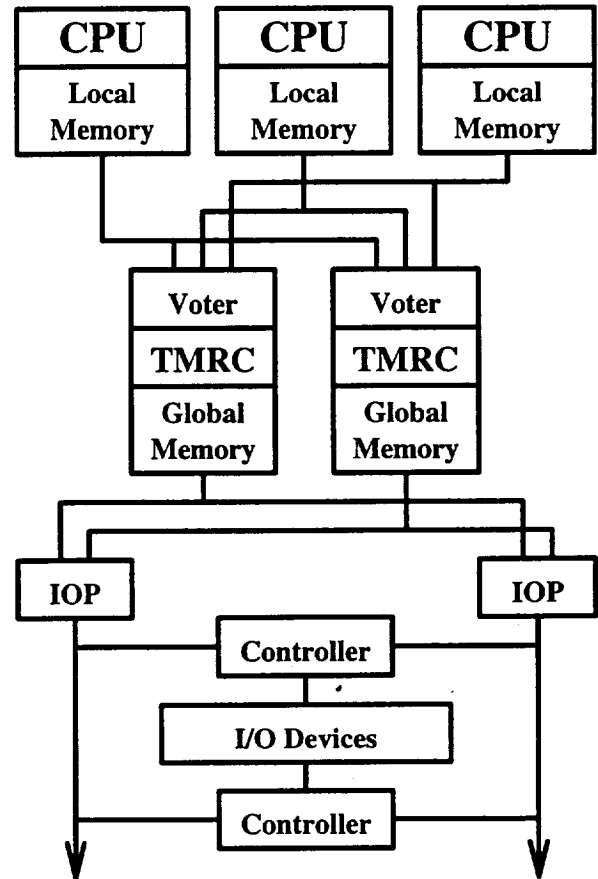 CPU
CPU
CPU
Local
Memory
Local
Memory
Local
Memory
Voter
Voter
TMRC
TMRC
Global
Memory
Global
Memory
IOP
IOP
Controller
I/O Devices
Controller